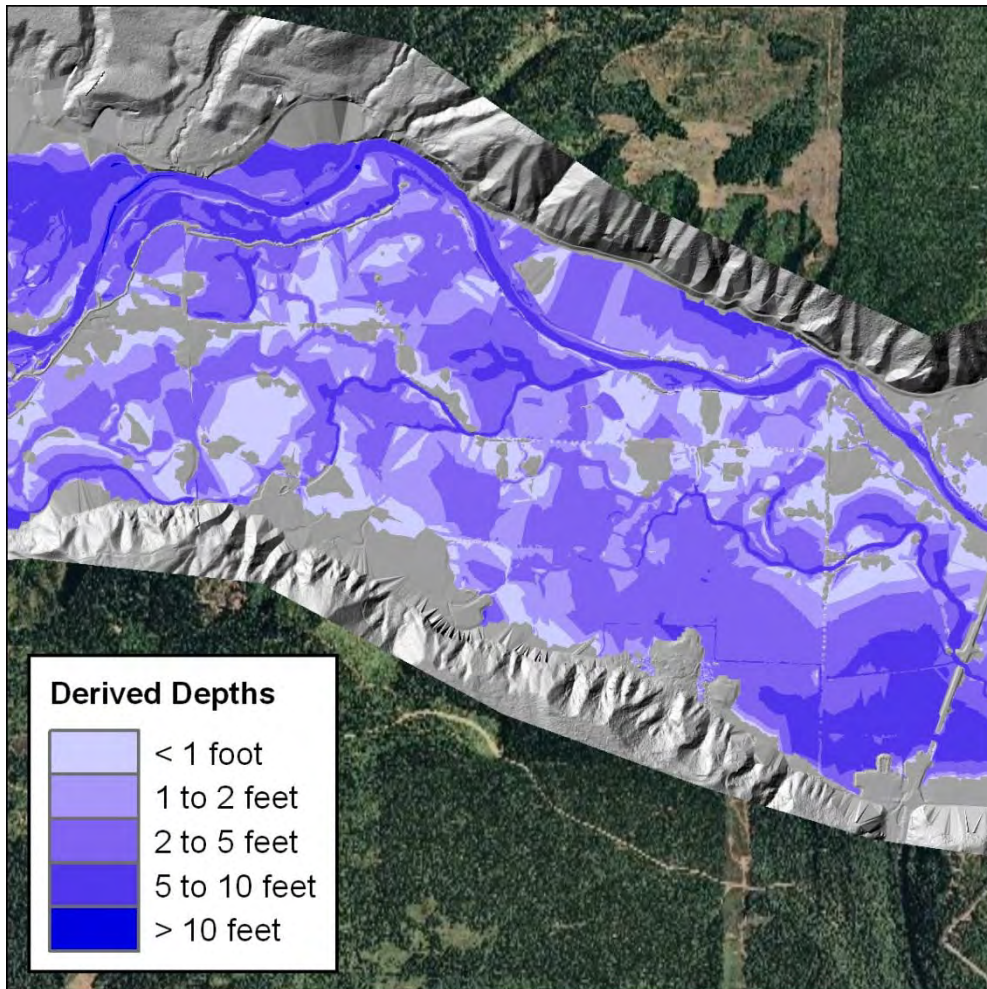 Derived Depths
< 1 foot
1 to 2 feet
2 to 5 feet
5 to 10 feet
> 10 feet